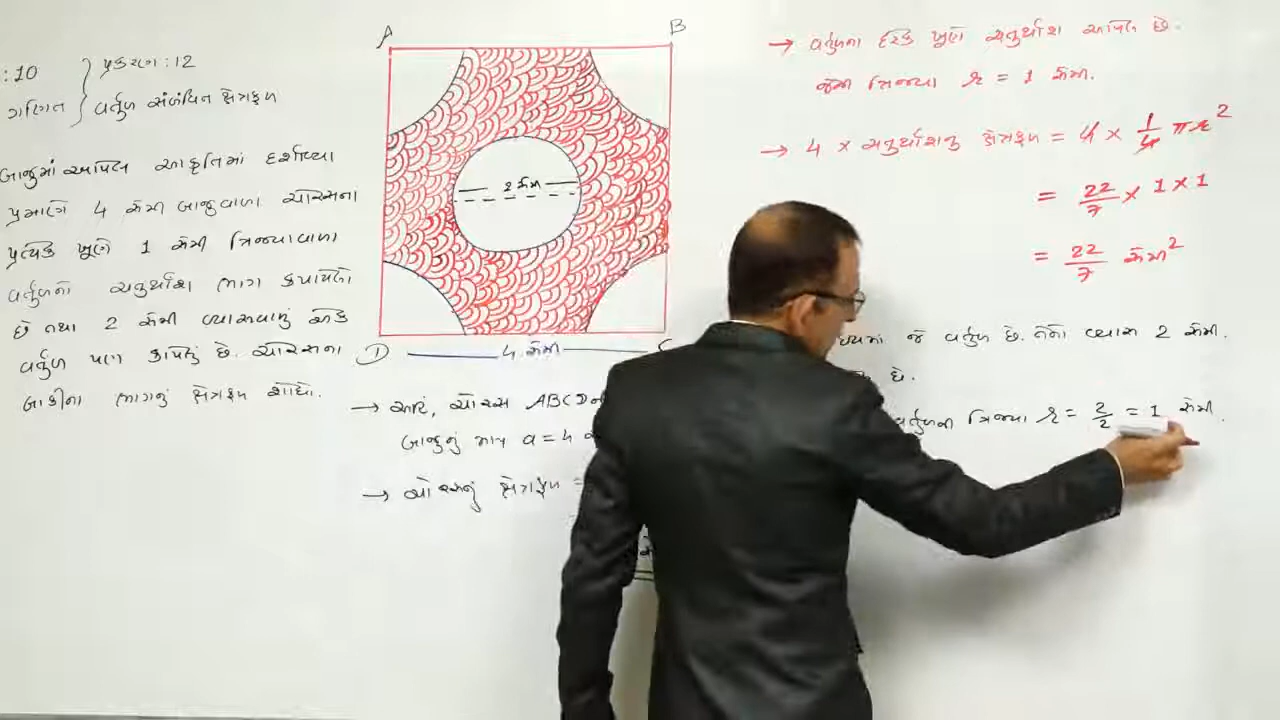 :10
ગણિત
પ્રકરણ : 12
વર્તુળ સંબંધિત ક્ષેત્રફળ
બાજુમાં આપેલ આકૃતિમાં દર્શાવ્યા
પ્રમાણે 4 સેમી બાજુવાળા ચોરસના
પ્રત્યેક ખૂણે 1 સેમી ત્રિજ્યાવાળા
વર્તુળનો ચતુર્થાંશ ભાગ કપાયેલો
છે તથા 2 સેમી વ્યાસવાળું એક
વર્તુળ પણ કાપેલું છે. ચોરસના
બાકીના ભાગનું ક્ષેત્રફળ શોધો.
A
B
2 સેમી
D
4 સેમી
C
→ અહીં, ચોરસ ABCD ની
બાજુનું માપ a = 4
→ ચોરસનું ક્ષેત્રફળ =
→ વર્તુળના દરેક ખૂણે ચતુર્થાંશ આપેલ છે.
જેની ત્રિજ્યા r = 1 સેમી.
→ 4 × ચતુર્થાંશનુ ક્ષેત્રફળ = 4 × 1/4 πr²
= 22/7 × 1 × 1
= 22/7 સેમી²
જે વર્તુળ છે. તેનો વ્યાસ 2 સેમી.
છે.
વર્તુળની ત્રિજ્યા r = 2/2 = 1 સેમી.